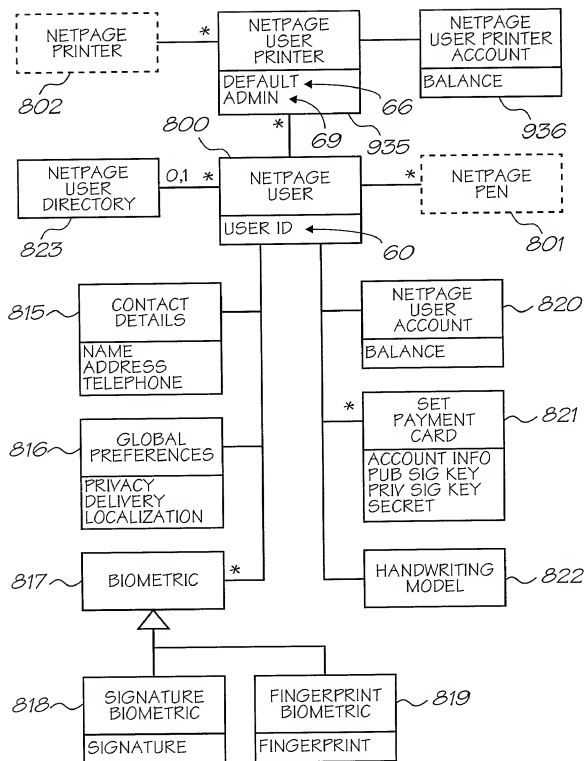 NETPAGE
PRINTER
802
*
NETPAGE
USER
PRINTER
DEFAULT
ADMIN
66
69
935
NETPAGE
USER PRINTER
ACCOUNT
BALANCE
936
800
*
NETPAGE
USER
DIRECTORY
823
0,1
*
NETPAGE
USER
USER ID
60
*
NETPAGE
PEN
801
815
CONTACT
DETAILS
NAME
ADDRESS
TELEPHONE
NETPAGE
USER
ACCOUNT
BALANCE
820
816
GLOBAL
PREFERENCES
PRIVACY
DELIVERY
LOCALIZATION
*
SET
PAYMENT
CARD
ACCOUNT INFO
PUB SIG KEY
PRIV SIG KEY
SECRET
821
817
BIOMETRIC
*
HANDWRITING
MODEL
822
818
SIGNATURE
BIOMETRIC
SIGNATURE
FINGERPRINT
BIOMETRIC
FINGERPRINT
819